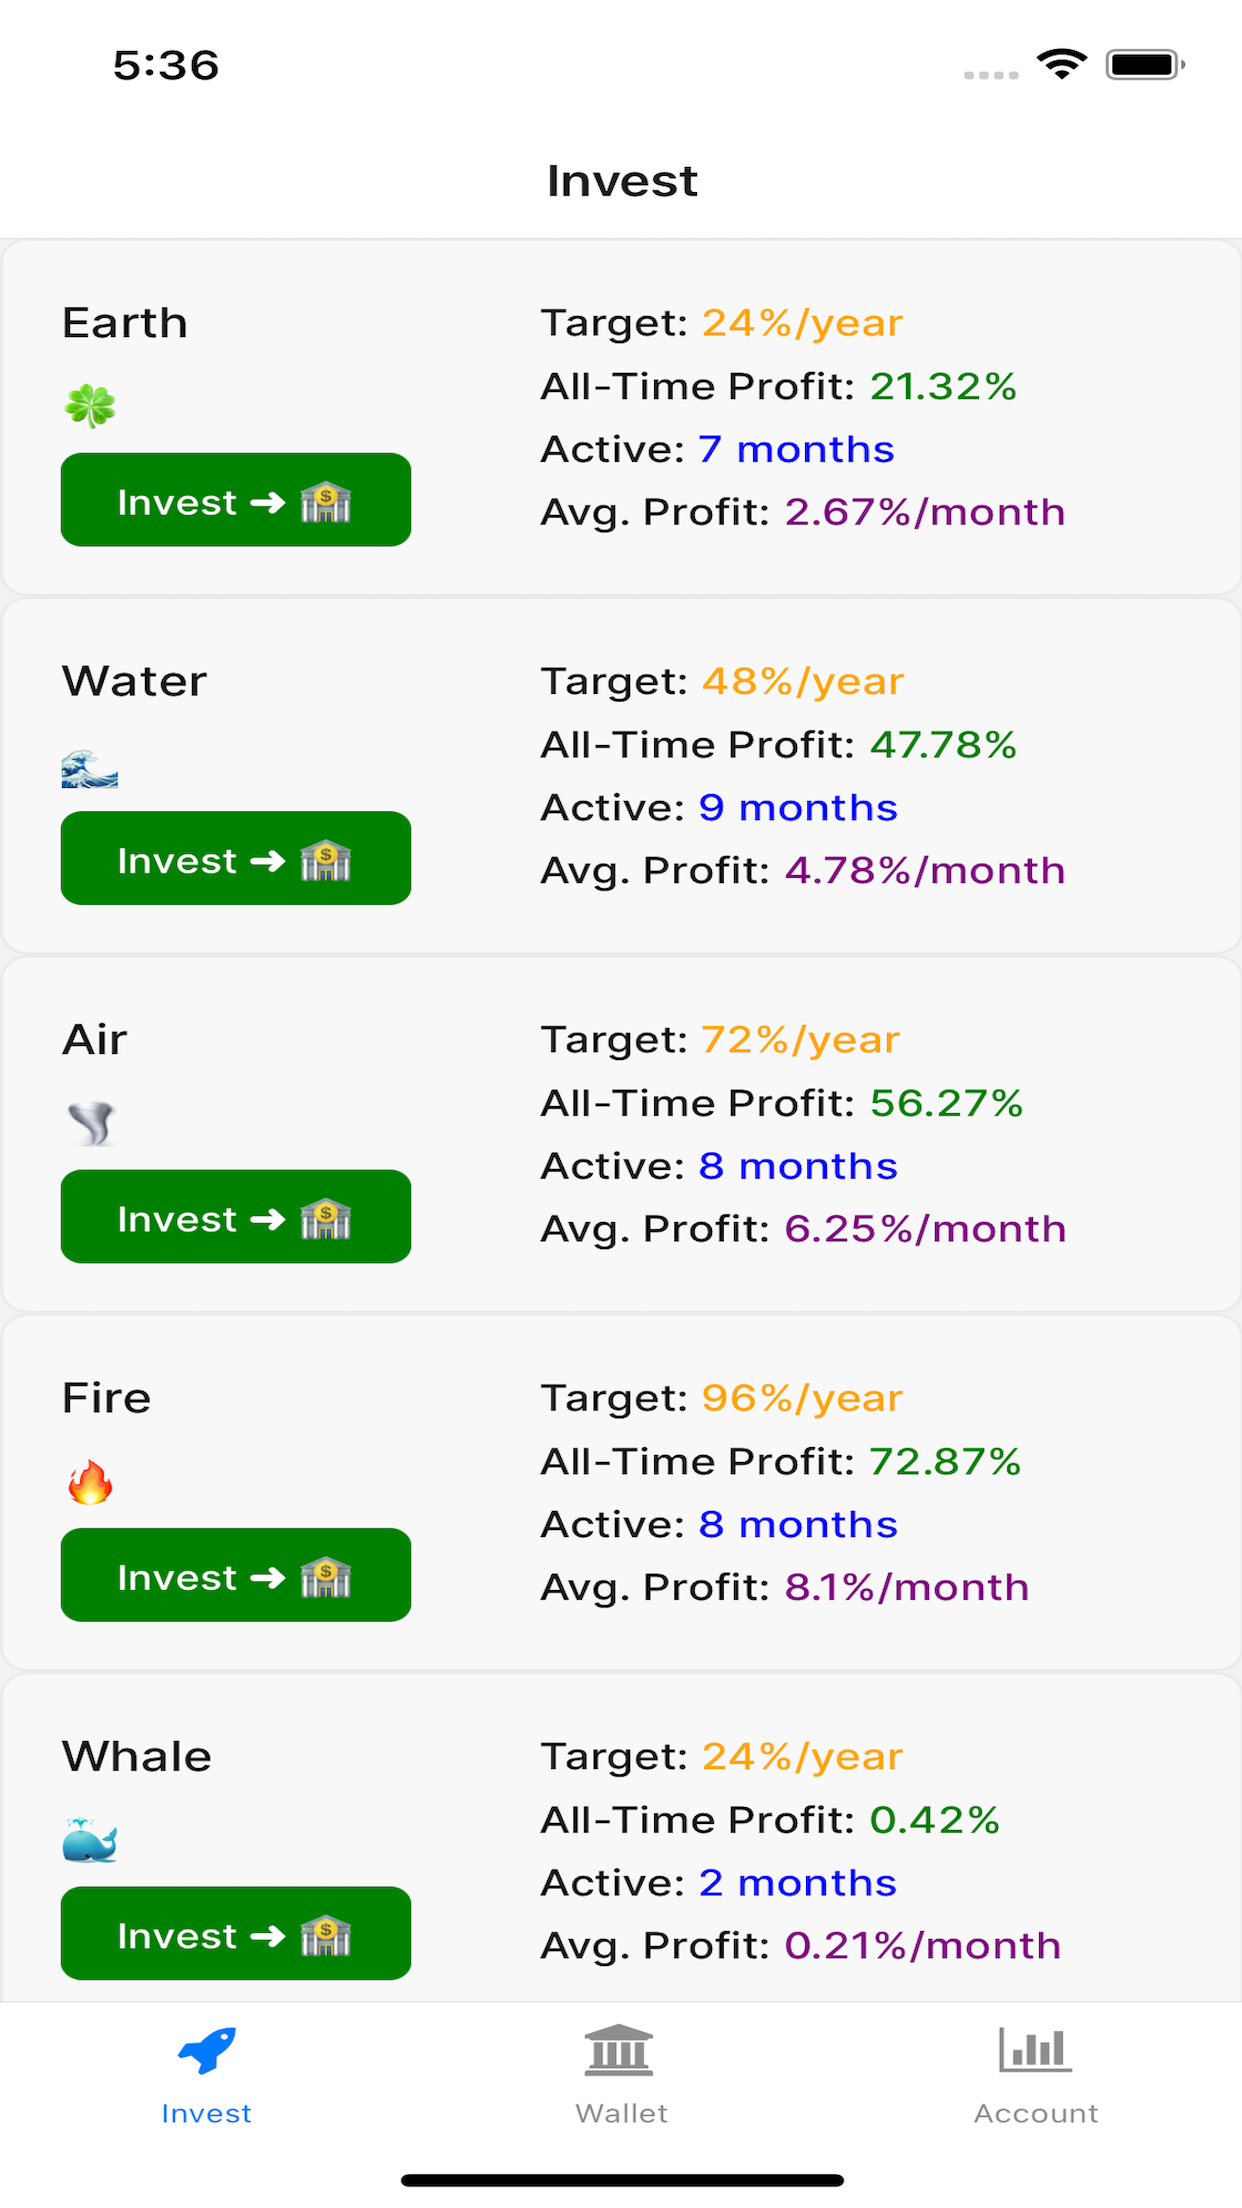 5:36
Invest
Earth
Target: 24%/year
All-Time Profit: 21.32%
Active: 7 months
Invest ➜
Avg. Profit: 2.67%/month
Water
Target: 48%/year
All-Time Profit: 47.78%
Active: 9 months
Invest ➜
Avg. Profit: 4.78%/month
Air
Target: 72%/year
All-Time Profit: 56.27%
Active: 8 months
Invest ➜
Avg. Profit: 6.25%/month
Fire
Target: 96%/year
All-Time Profit: 72.87%
Active: 8 months
Invest ➜
Avg. Profit: 8.1%/month
Whale
Target: 24%/year
All-Time Profit: 0.42%
Active: 2 months
Invest ➜
Avg. Profit: 0.21%/month
Invest
Wallet
Account